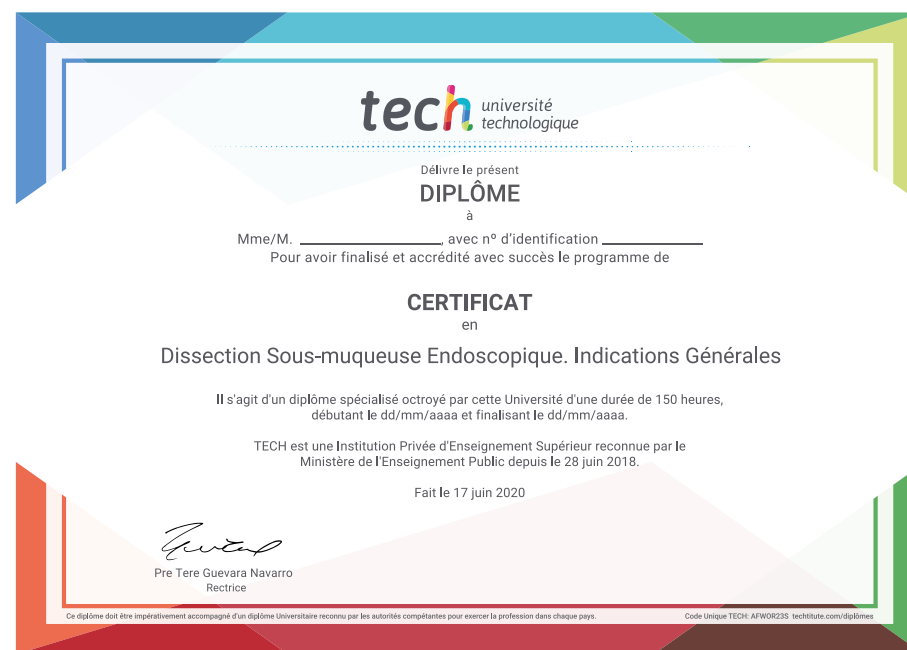 tech université
technologique
Délivre le présent
DIPLÔME
à
Mme/M. ____________________, avec nº d'identification ______________
Pour avoir finalisé et accrédité avec succès le programme de
CERTIFICAT
en
Dissection Sous-muqueuse Endoscopique. Indications Générales
Il s'agit d'un diplôme spécialisé octroyé par cette Université d'une durée de 150 heures,
débutant le dd/mm/aaaa et finalisant le dd/mm/aaaa.
TECH est une Institution Privée d'Enseignement Supérieur reconnue par le
Ministère de l'Enseignement Public depuis le 28 juin 2018.
Fait le 17 juin 2020
Pre Tere Guevara Navarro
Rectrice
Ce diplôme doit être impérativement accompagné d'un diplôme Universitaire reconnu par les autorités compétentes pour exercer la profession dans chaque pays.
Code Unique TECH: AFWOR23S techtitute.com/diplômes